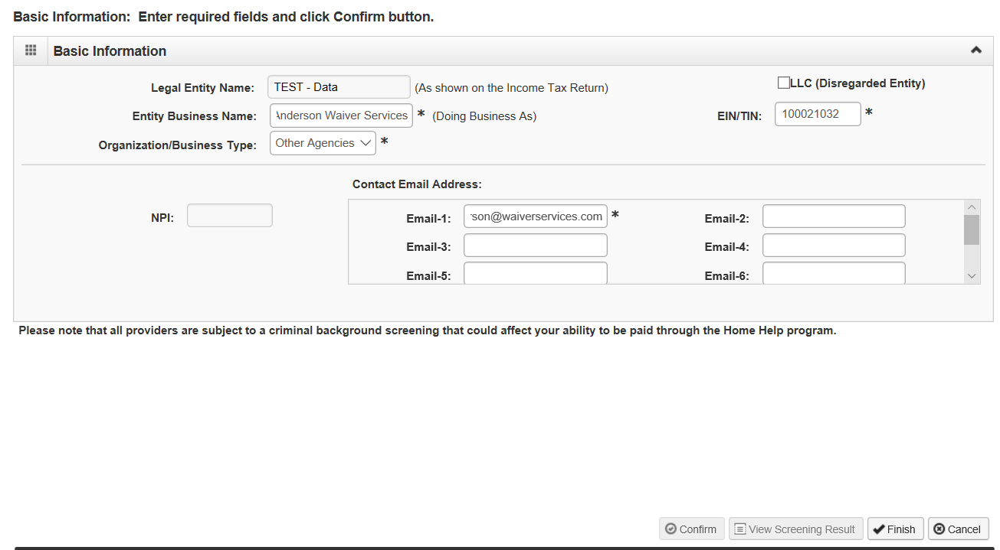 Basic Information: Enter required fields and click Confirm button.
Basic Information
Legal Entity Name: TEST - Data (As shown on the Income Tax Return) LLC (Disregarded Entity)
Entity Business Name: Anderson Waiver Services * (Doing Business As) EIN/TIN: 100021032 *
Organization/Business Type: Other Agencies *
Contact Email Address:
NPI: Email-1: rson@waiverservices.com * Email-2:
Email-3: Email-4:
Email-5: Email-6:
Please note that all providers are subject to a criminal background screening that could affect your ability to be paid through the Home Help program.
Confirm View Screening Result Finish Cancel